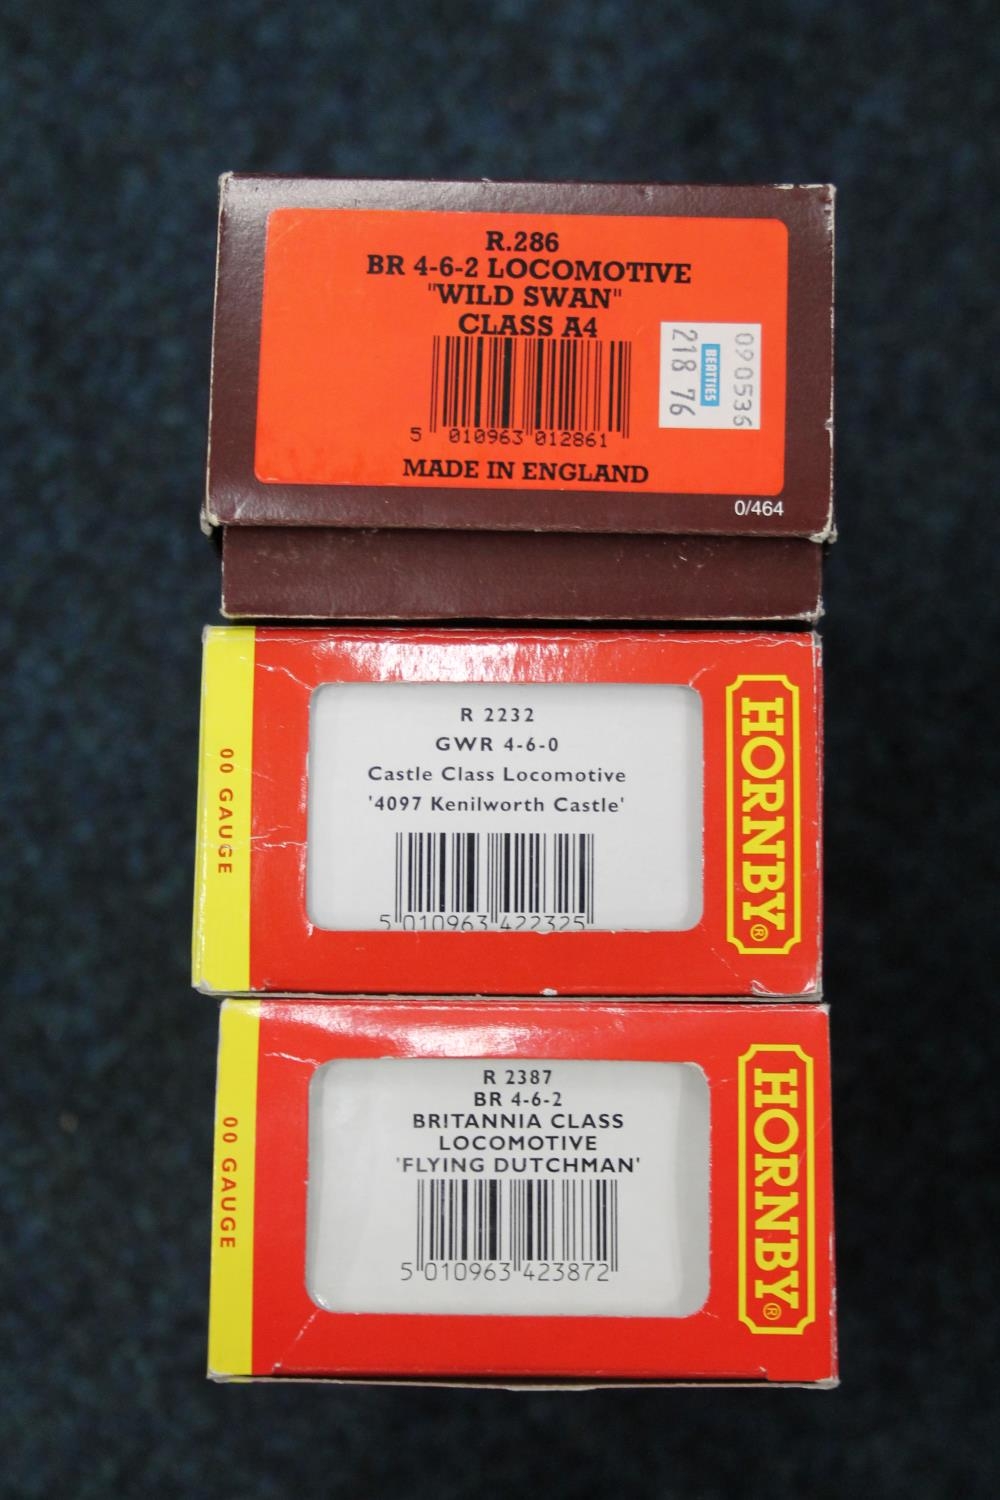 R.286
BR 4-6-2 LOCOMOTIVE
"WILD SWAN"
CLASS A4
5 010963 012861
MADE IN ENGLAND
0/464
090536
BEATTIES
218 76
00 GAUGE
R 2232
GWR 4-6-0
Castle Class Locomotive
'4097 Kenilworth Castle'
5 010963 422325
HORNBY®
00 GAUGE
R 2387
BR 4-6-2
BRITANNIA CLASS
LOCOMOTIVE
'FLYING DUTCHMAN'
5 010963 423872
HORNBY®